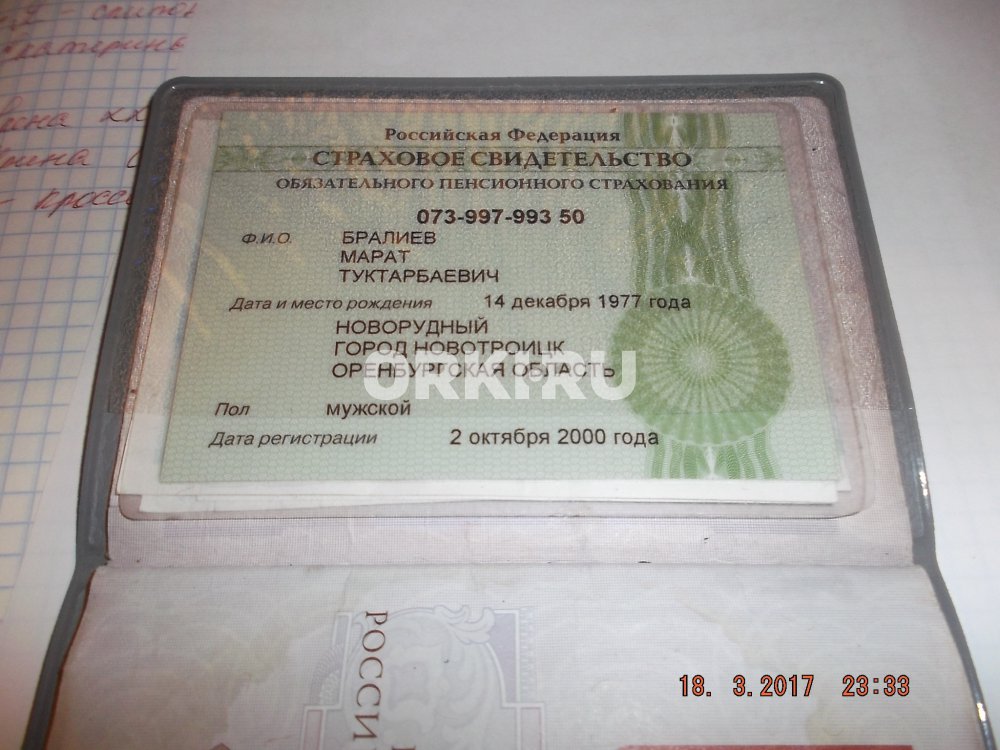 Российская Федерация
СТРАХОВОЕ СВИДЕТЕЛЬСТВО
ОБЯЗАТЕЛЬНОГО ПЕНСИОННОГО СТРАХОВАНИЯ
073-997-993 50
Ф.И.О. БРАЛИЕВ
МАРАТ
ТУКТАРБАЕВИЧ
Дата и место рождения 14 декабря 1977 года
НОВОРУДНЫЙ
ГОРОД НОВОТРОИЦК
ОРЕНБУРГСКАЯ ОБЛАСТЬ
ORKI.RU
Пол мужской
Дата регистрации 2 октября 2000 года
РОССИ
18. 3.2017 23:33